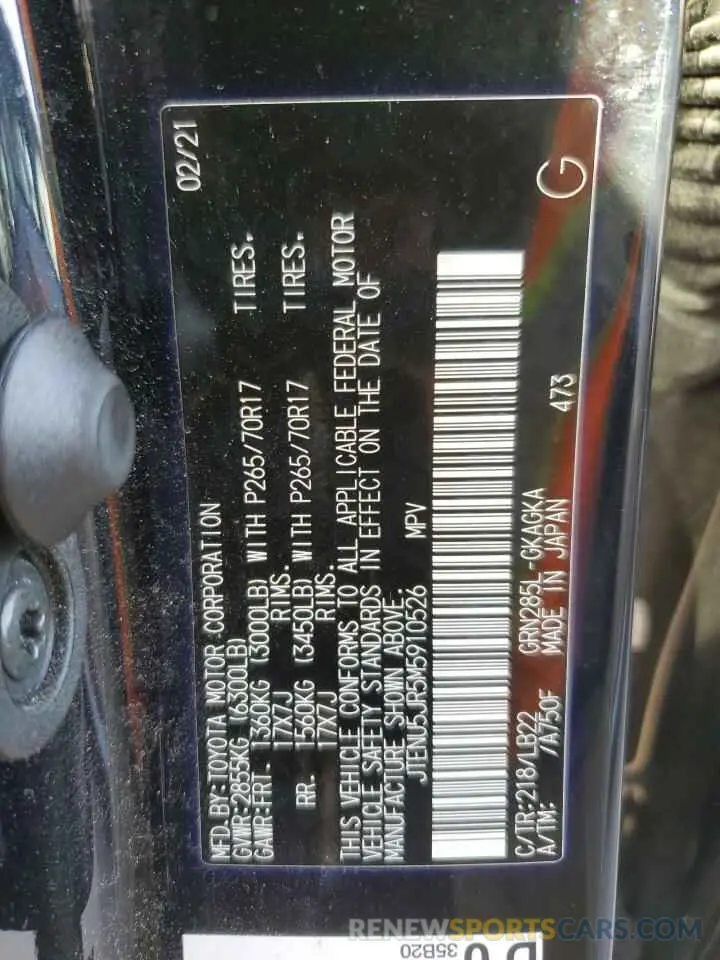 MFD.BY:TOYOTA MOTOR CORPORATION 02/21
GVWR:2855KG (6300LB)
GAWR:FRT. 1360KG (3000LB) WITH P265/70R17 TIRES.
17X7J RIMS.
RR. 1560KG (3450LB) WITH P265/70R17 TIRES.
17X7J RIMS.
THIS VEHICLE CONFORMS TO ALL APPLICABLE FEDERAL MOTOR
VEHICLE SAFETY STANDARDS IN EFFECT ON THE DATE OF
MANUFACTURE SHOWN ABOVE.
JTENU5JR5M5910526 MPV
C/TR:218/LB22 GRN285L-GKAGKA
A/TM: /A750F MADE IN JAPAN 473 G
35B20
RENEWSPORTSCARS.COM